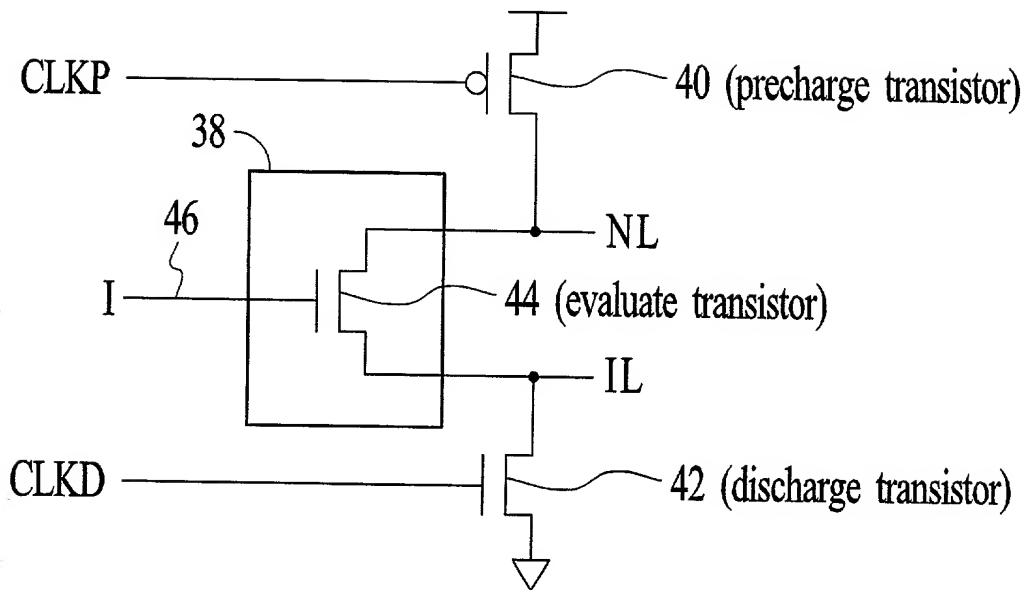 CLKP
40 (precharge transistor)
38
46
NL
I
44 (evaluate transistor)
IL
CLKD
42 (discharge transistor)